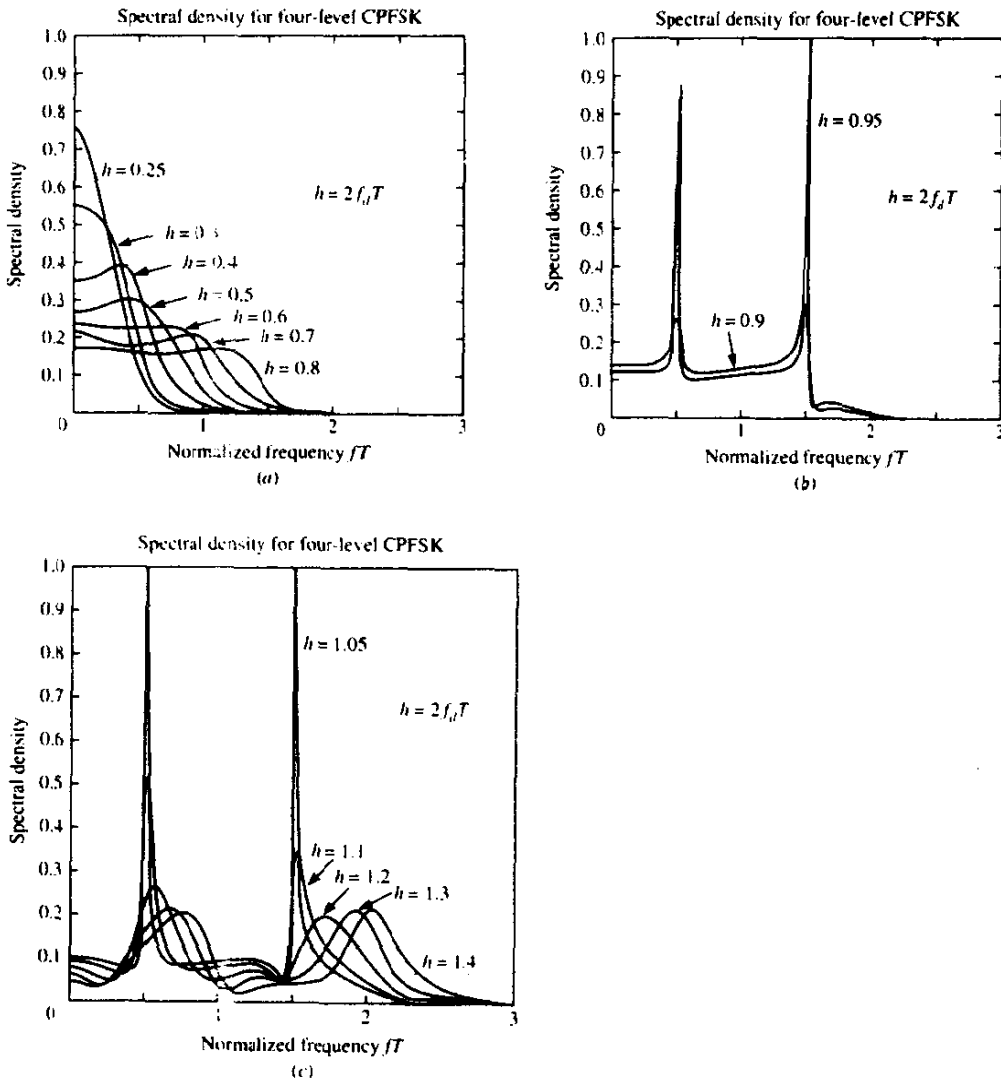 Spectral density for four-level CPFSK
1.0
0.9
0.8
0.7
0.6
0.5
0.4
0.3
0.2
0.1
0
1
2
3
Spectral density
h = 0.25
h = 0.3
h = 0.4
h = 0.5
h = 0.6
h = 0.7
h = 0.8
h = 2f_dT
Normalized frequency fT
(a)
Spectral density for four-level CPFSK
1.0
0.9
0.8
0.7
0.6
0.5
0.4
0.3
0.2
0.1
0
1
2
3
Spectral density
h = 0.95
h = 2f_dT
h = 0.9
Normalized frequency fT
(b)
Spectral density for four-level CPFSK
1.0
0.9
0.8
0.7
0.6
0.5
0.4
0.3
0.2
0.1
0
1
2
3
Spectral density
h = 1.05
h = 2f_dT
h = 1.1
h = 1.2
h = 1.3
h = 1.4
Normalized frequency fT
(c)